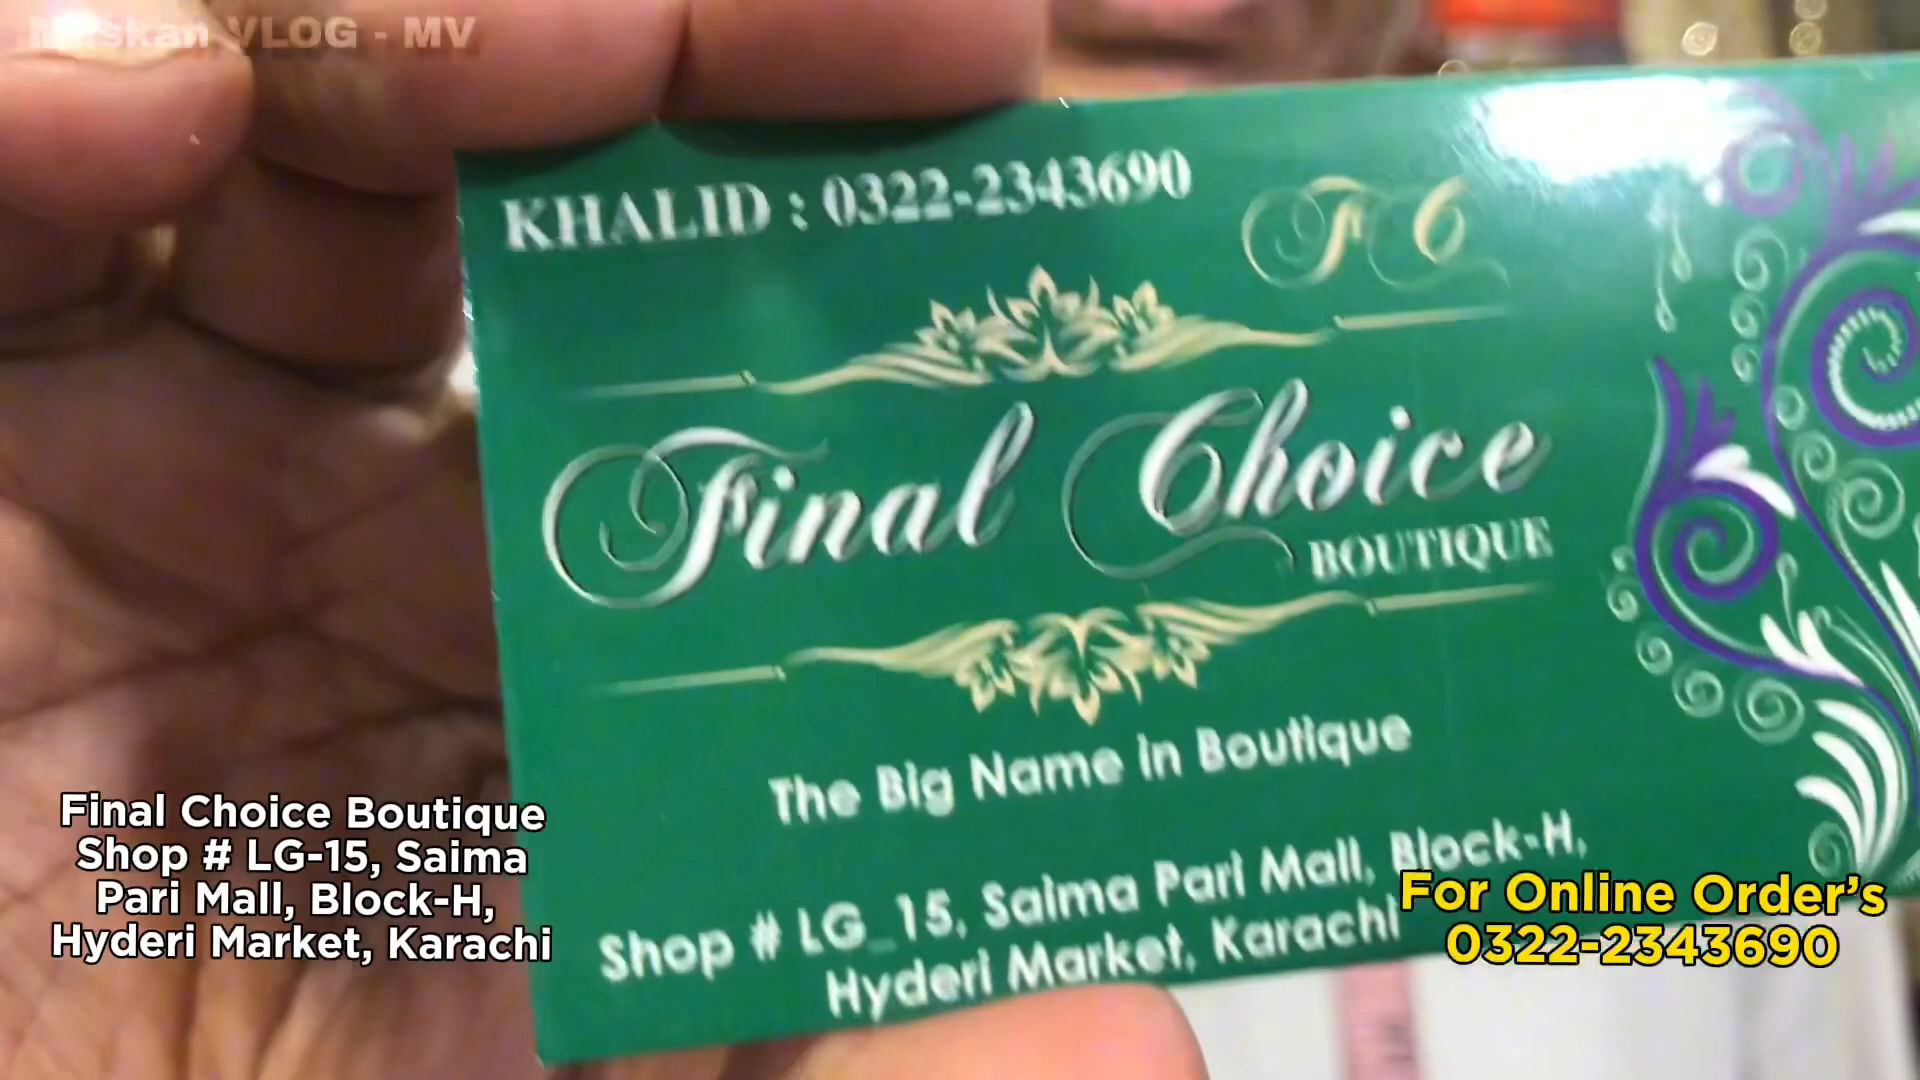 Muskan VLOG - MV
KHALID : 0322-2343690
FC
Final Choice
BOUTIQUE
The Big Name in Boutique
Shop # LG_15, Saima Pari Mall, Block-H,
Hyderi Market, Karachi
Final Choice Boutique
Shop # LG-15, Saima
Pari Mall, Block-H,
Hyderi Market, Karachi
For Online Order’s
0322-2343690